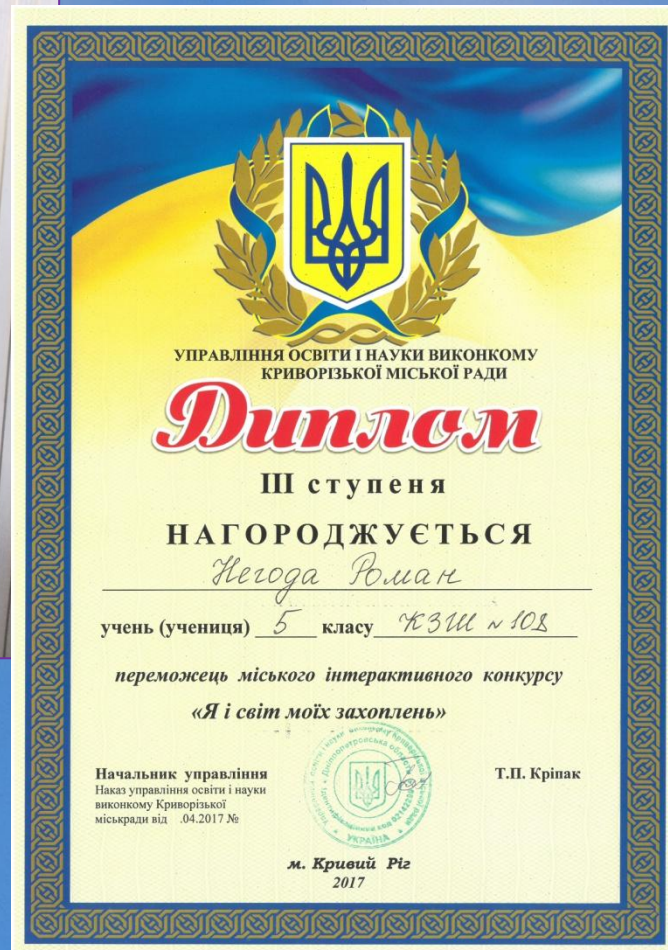 УПРАВЛІННЯ ОСВІТИ І НАУКИ ВИКОНКОМУ
КРИВОРІЗЬКОЇ МІСЬКОЇ РАДИ
Диплом
ІІІ ступеня
НАГОРОДЖУЄТЬСЯ
Негода Роман
учень (учениця) 5 класу КЗШ № 108
переможець міського інтерактивного конкурсу
«Я і світ моїх захоплень»
Начальник управління
Наказ управління освіти і науки
виконкому Криворізької
міськради від .04.2017 №
Т.П. Кріпак
УКРАЇНА
м. Кривий Ріг
2017